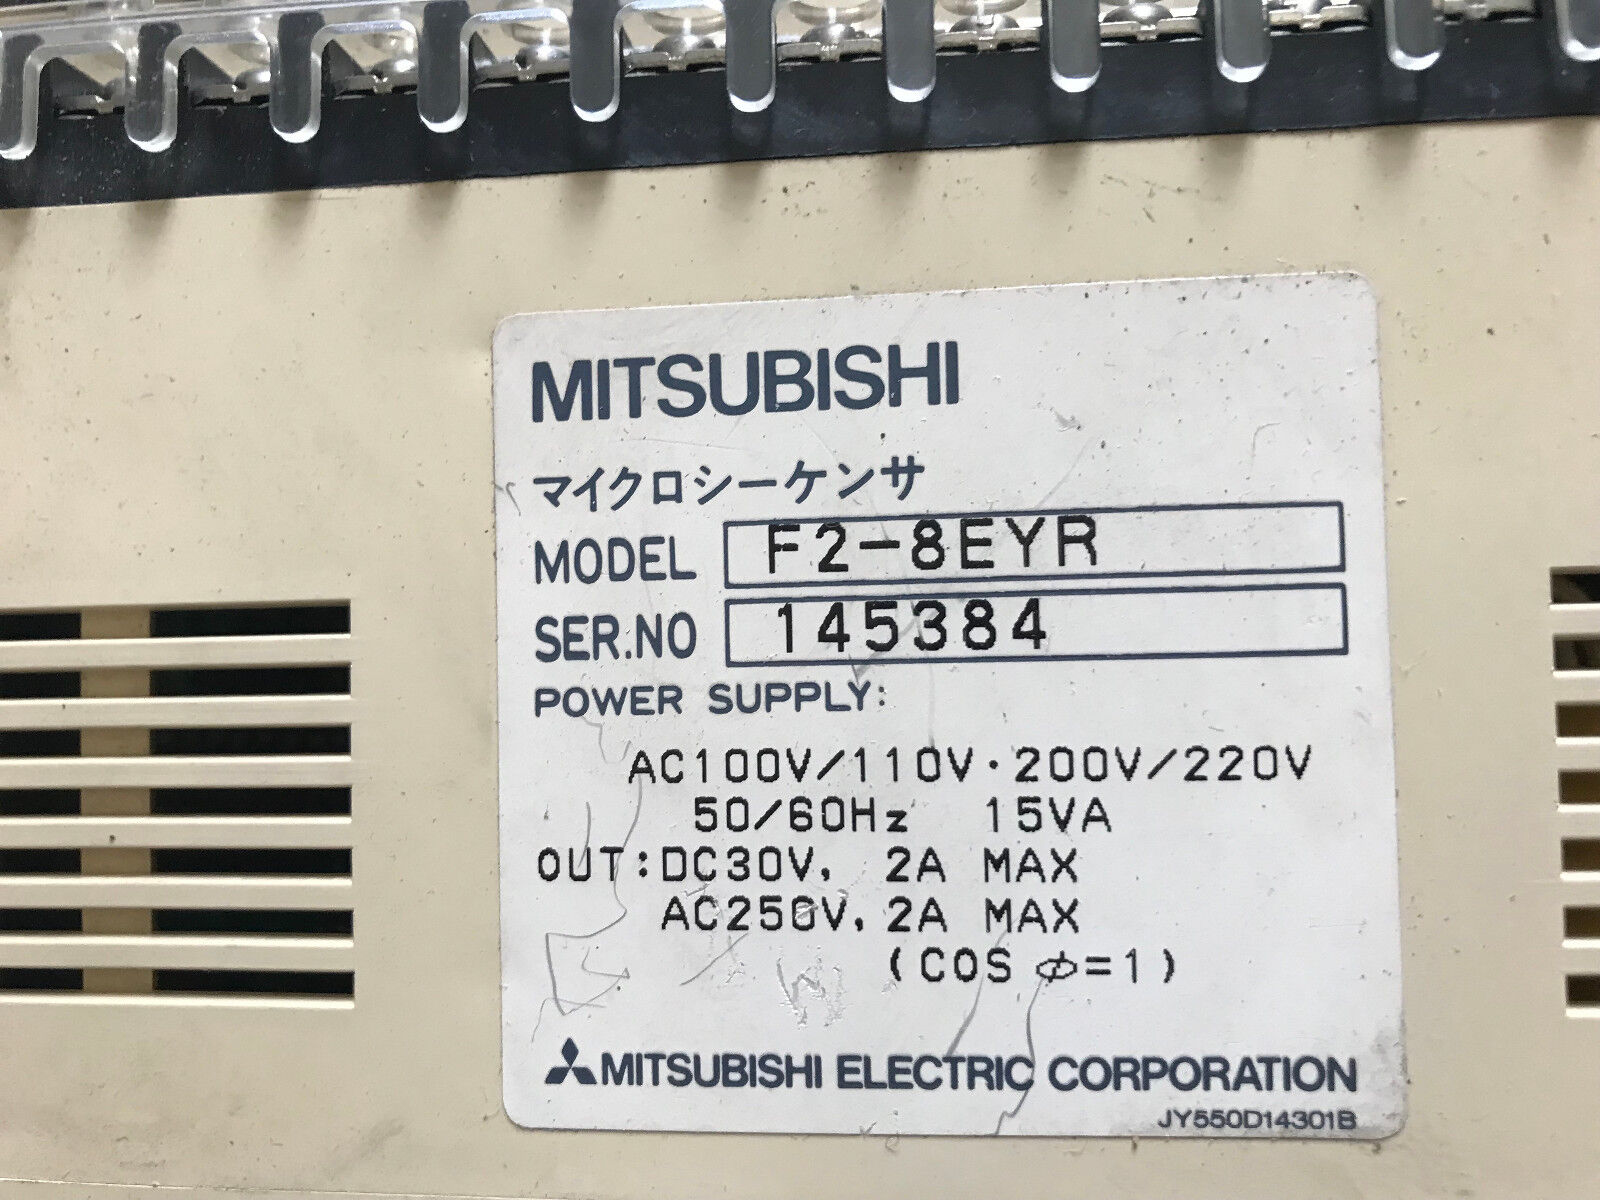 MITSUBISHI
マイクロシーケンサ
MODEL F2-8EYR
SER.NO 145384
POWER SUPPLY:
AC100V/110V·200V/220V
50/60Hz 15VA
OUT:DC30V, 2A MAX
AC250V, 2A MAX
(COS φ=1)
MITSUBISHI ELECTRIC CORPORATION
JY550D14301B